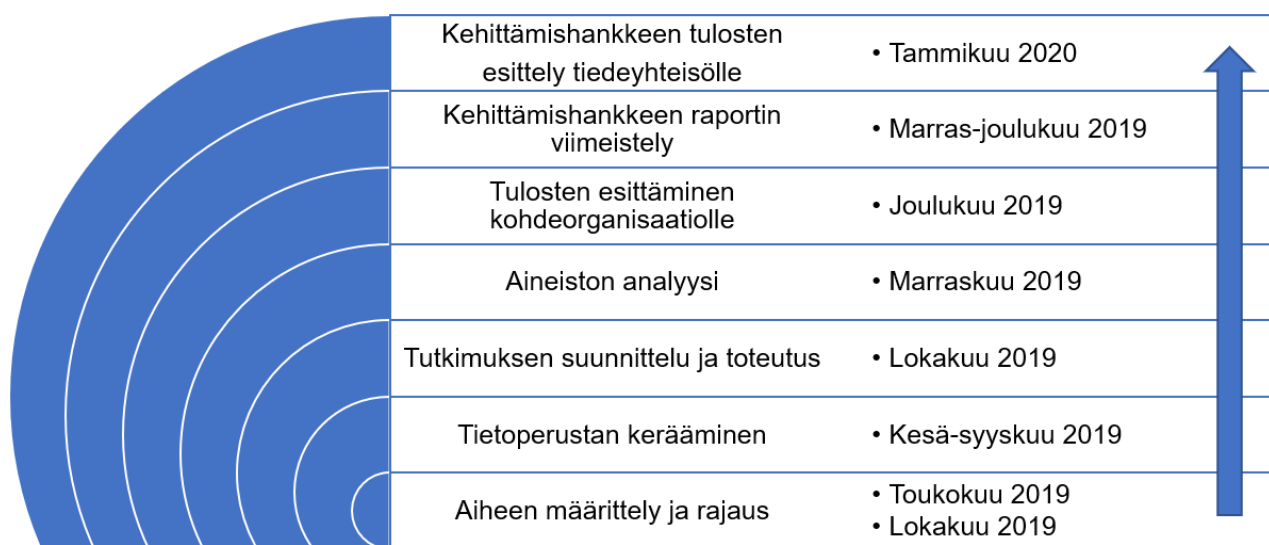 Kehittämishankkeen tulosten
esittely tiedeyhteisölle
• Tammikuu 2020
Kehittämishankkeen raportin
viimeistely
• Marras-joulukuu 2019
Tulosten esittäminen
kohdeorganisaatiolle
• Joulukuu 2019
Aineiston analyysi
• Marraskuu 2019
Tutkimuksen suunnittelu ja toteutus
• Lokakuu 2019
Tietoperustan kerääminen
• Kesä-syyskuu 2019
Aiheen määrittely ja rajaus
• Toukokuu 2019
• Lokakuu 2019